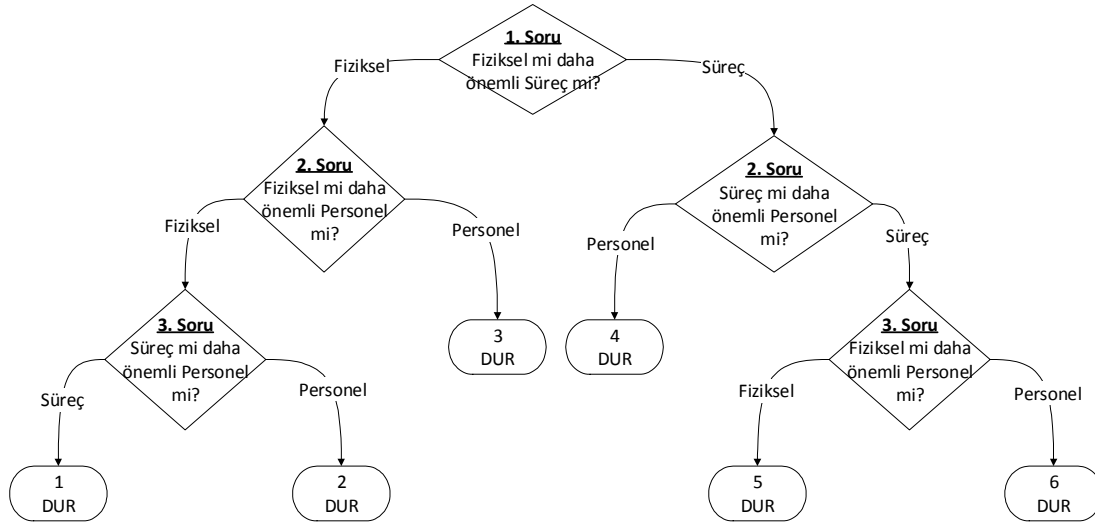 1. Soru
Fiziksel mi daha
önemli Süreç mi?
Fiziksel
Süreç
2. Soru
Fiziksel mi daha
önemli Personel
mi?
2. Soru
Süreç mi daha
önemli Personel
mi?
Fiziksel
Personel
Personel
Süreç
3. Soru
Süreç mi daha
önemli Personel
mi?
3
DUR
4
DUR
3. Soru
Fiziksel mi daha
önemli Personel
mi?
Süreç
Personel
Fiziksel
Personel
1
DUR
2
DUR
5
DUR
6
DUR